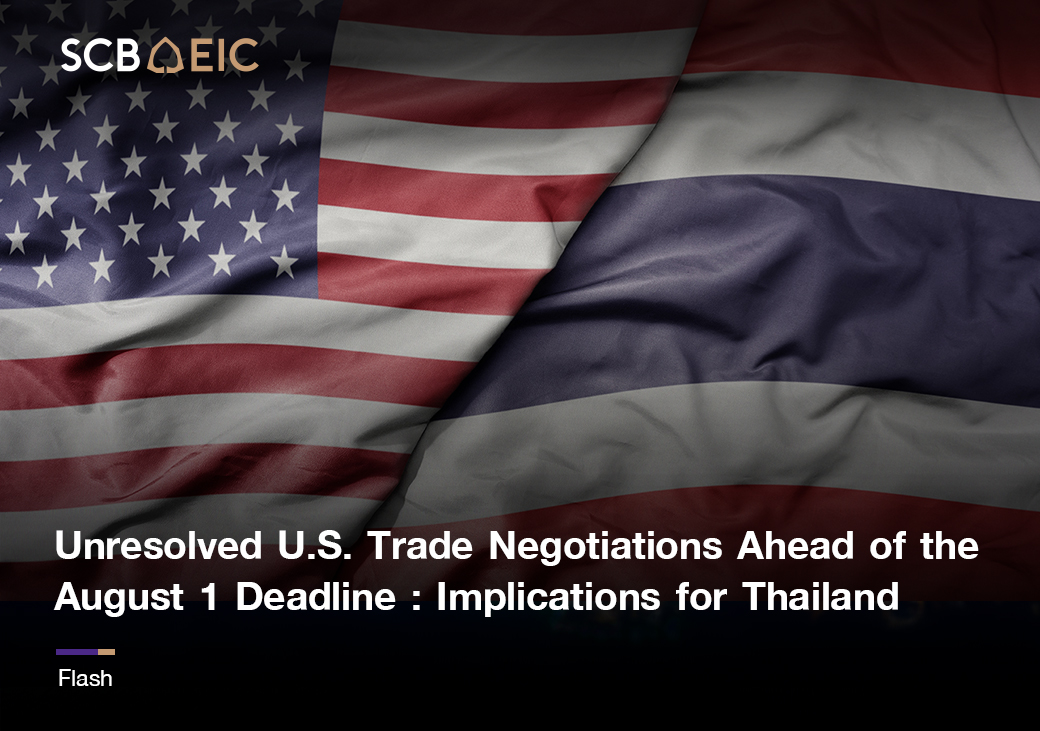 SCB EIC
Unresolved U.S. Trade Negotiations Ahead of the
August 1 Deadline : Implications for Thailand
Flash